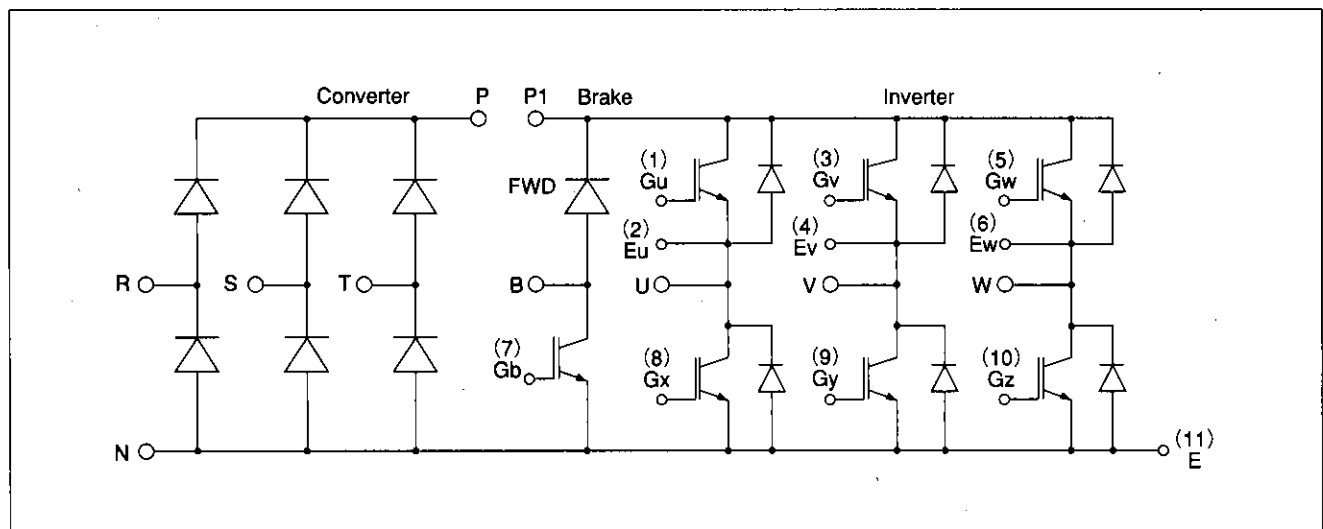 Converter P P1 Brake Inverter
(1)
Gu
(3)
Gv
(5)
Gw
FWD
(2)
Eu
(4)
Ev
(6)
Ew
R S T B U V W
(7)
Gb
(8)
Gx
(9)
Gy
(10)
Gz
N
(11)
E